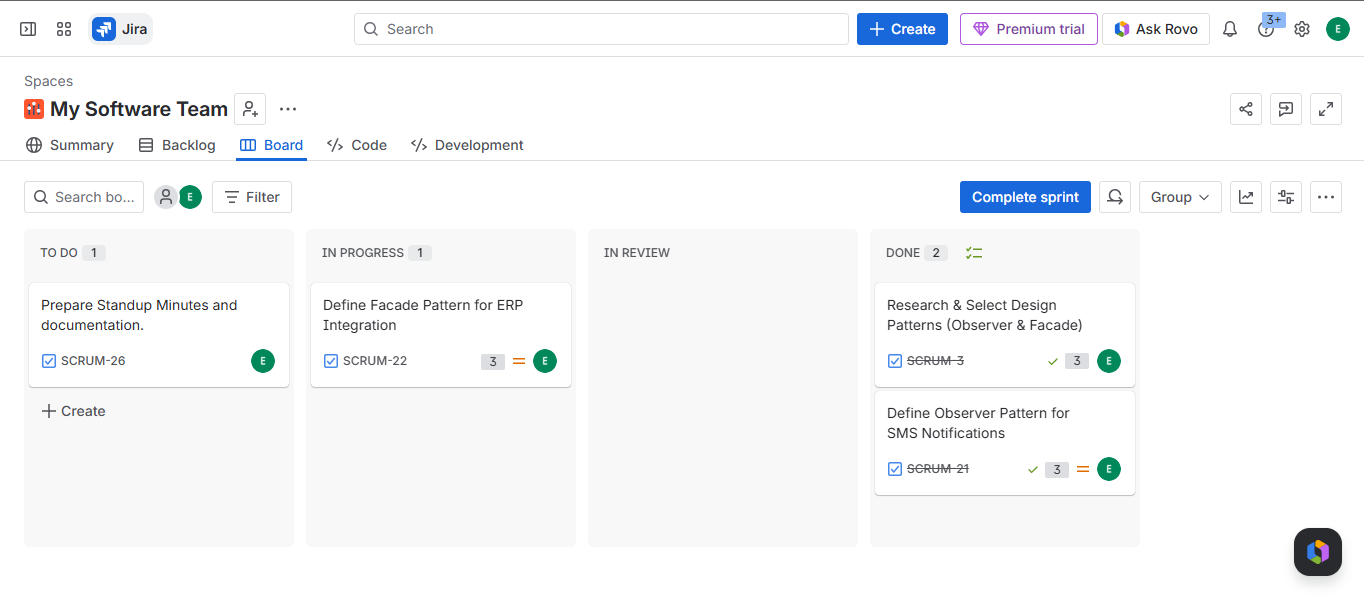 Jira
Search
Create
Premium trial
Ask Rovo
3+
E
Spaces
My Software Team
Summary
Backlog
Board
Code
Development
Search bo...
E
Filter
Complete sprint
Group
TO DO 1
Prepare Standup Minutes and
documentation.
SCRUM-26
E
Create
IN PROGRESS 1
Define Facade Pattern for ERP
Integration
SCRUM-22
3
E
IN REVIEW
DONE 2
Research & Select Design
Patterns (Observer & Facade)
SCRUM-3
3
E
Define Observer Pattern for
SMS Notifications
SCRUM-21
3
E